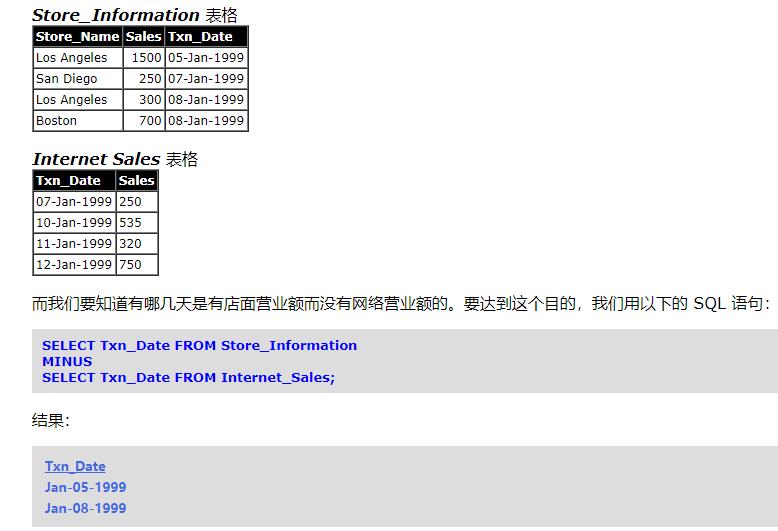 Store_Information 表格
Store_Name Sales Txn_Date
Los Angeles 1500 05-Jan-1999
San Diego 250 07-Jan-1999
Los Angeles 300 08-Jan-1999
Boston 700 08-Jan-1999
Internet Sales 表格
Txn_Date Sales
07-Jan-1999 250
10-Jan-1999 535
11-Jan-1999 320
12-Jan-1999 750
而我们要知道有哪几天是有店面营业额而没有网络营业额的。要达到这个目的，我们用以下的 SQL 语句：
SELECT Txn_Date FROM Store_Information
MINUS
SELECT Txn_Date FROM Internet_Sales;
结果：
Txn_Date
Jan-05-1999
Jan-08-1999